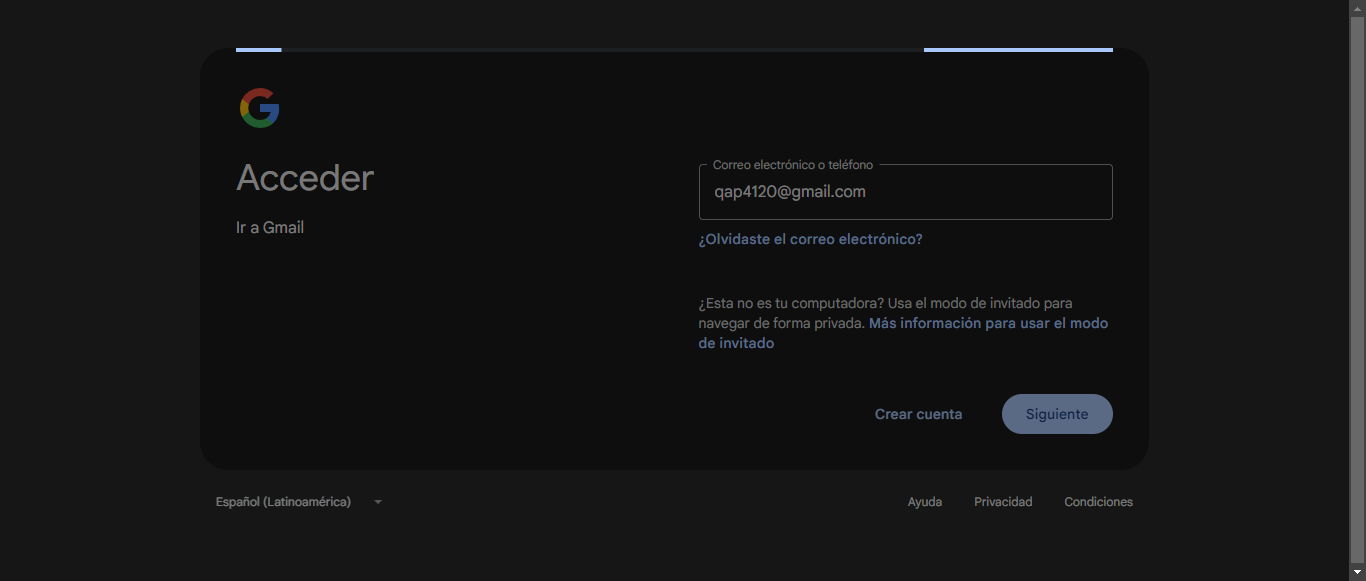 Acceder
Ir a Gmail
Correo electrónico o teléfono
qap4120@gmail.com
¿Olvidaste el correo electrónico?
¿Esta no es tu computadora? Usa el modo de invitado para
navegar de forma privada. Más información para usar el modo
de invitado
Crear cuenta
Siguiente
Español (Latinoamérica)
Ayuda
Privacidad
Condiciones